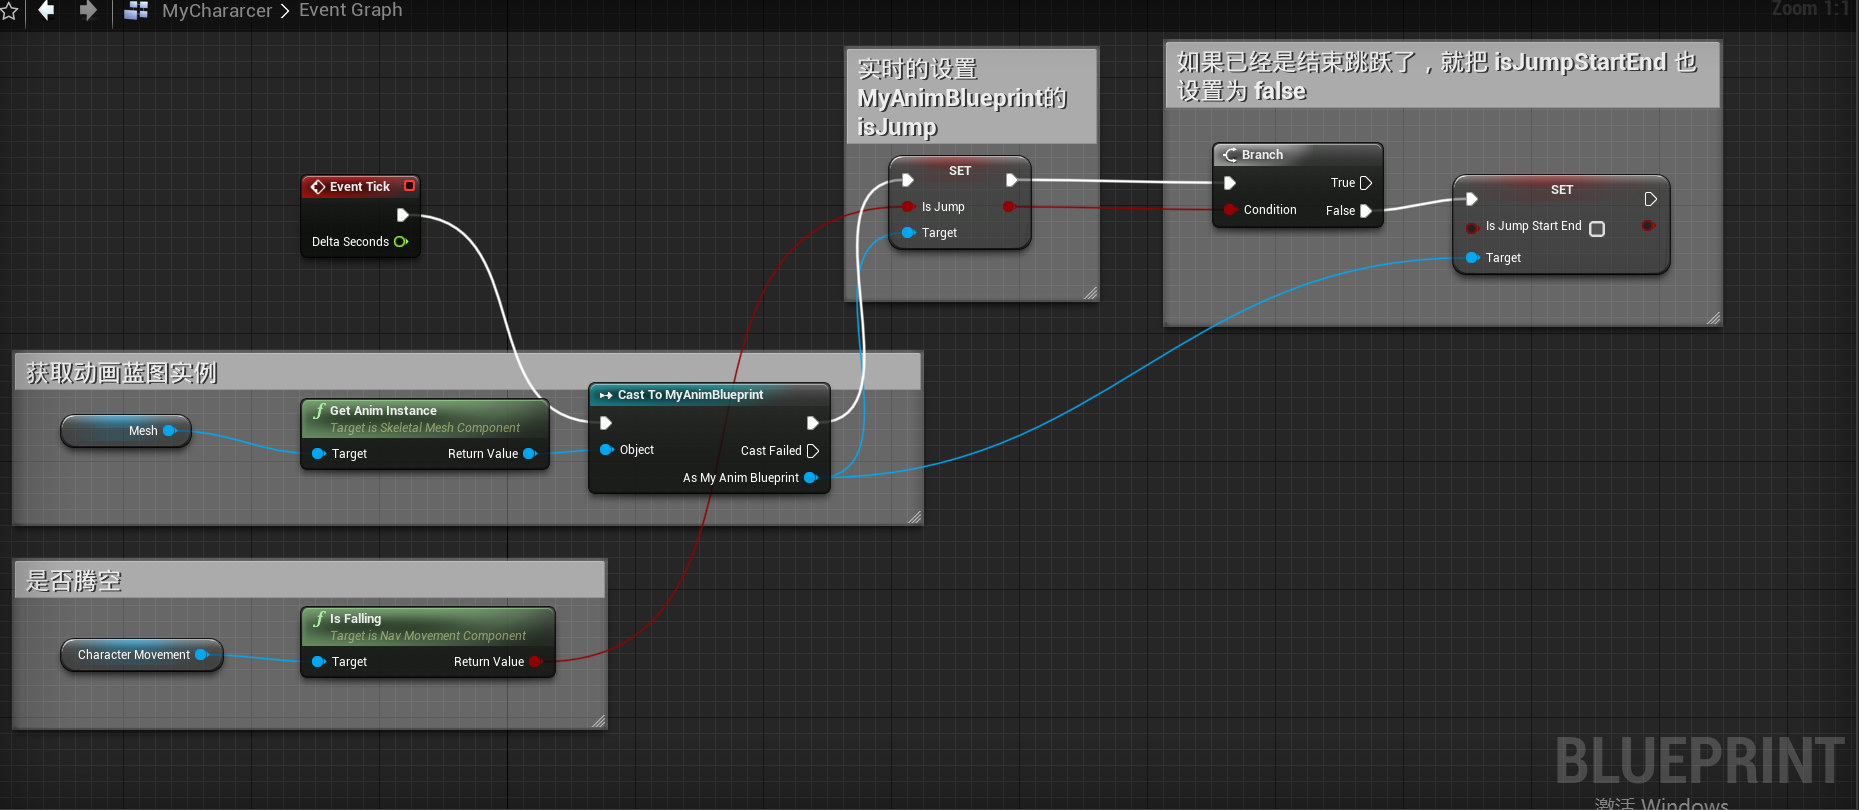 MyChararcer > Event Graph
Zoom 1:1
实时的设置
MyAnimBlueprint的
isJump
如果已经是结束跳跃了，就把 isJumpStartEnd 也
设置为 false
Event Tick
Delta Seconds
SET
Is Jump
Target
Branch
True
Condition
False
SET
Is Jump Start End
Target
获取动画蓝图实例
Mesh
Get Anim Instance
Target is Skeletal Mesh Component
Target
Return Value
Cast To MyAnimBlueprint
Object
Cast Failed
As My Anim Blueprint
是否腾空
Character Movement
Is Falling
Target is Nav Movement Component
Target
Return Value
BLUEPRINT
激活 Windows